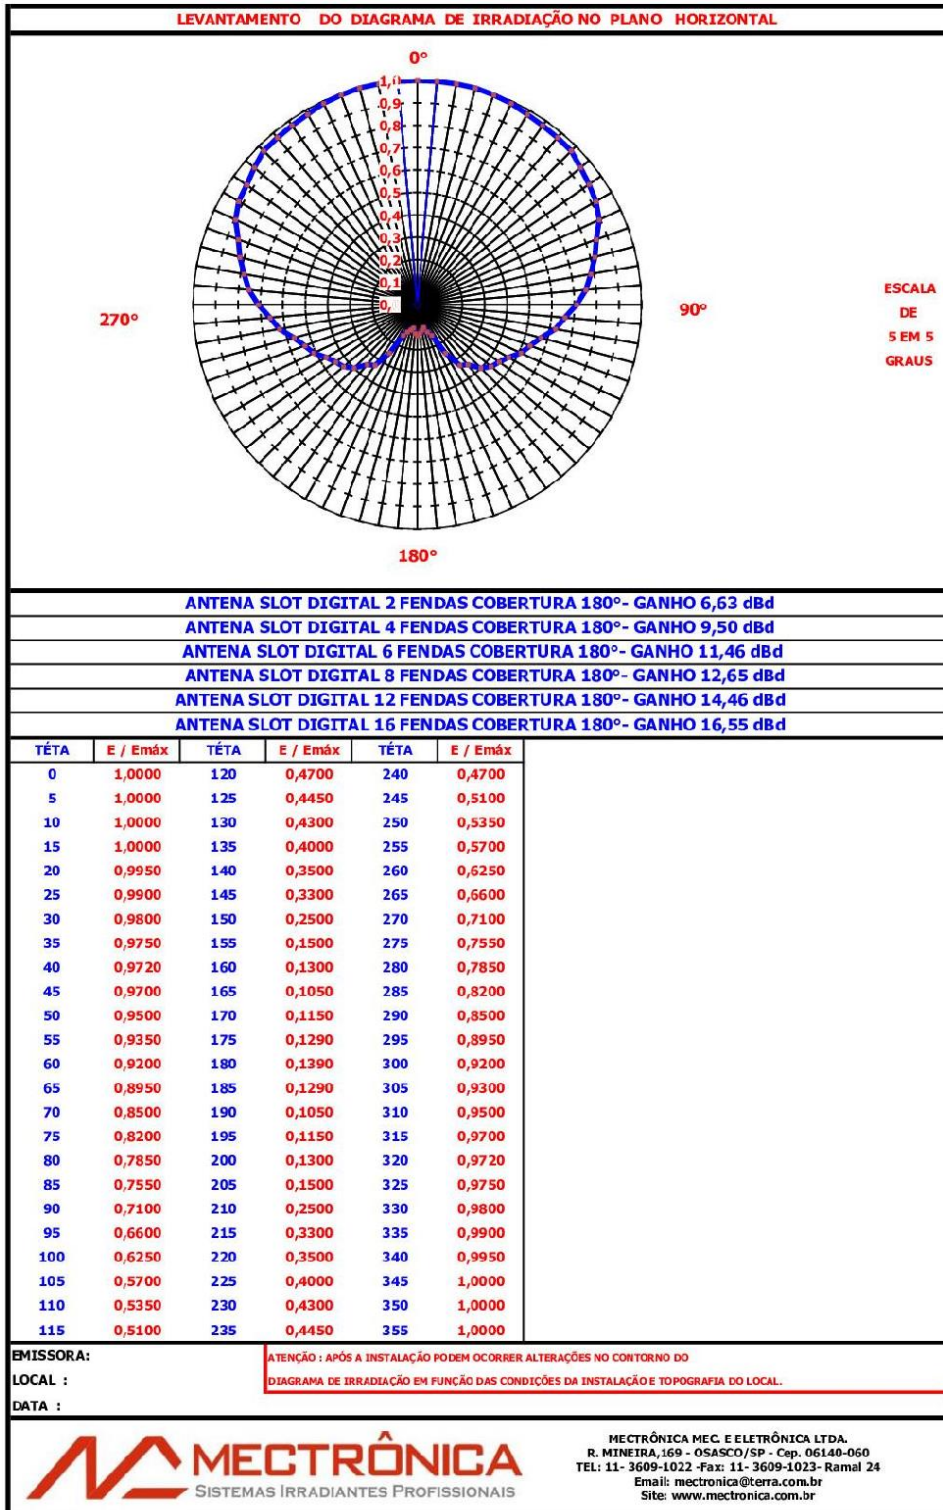 LEVANTAMENTO DO DIAGRAMA DE IRRADIAÇÃO NO PLANO HORIZONTAL
0°
1,0
0,9
0,8
0,7
0,6
0,5
0,4
0,3
0,2
0,1
0,0
270°
90°
ESCALA
DE
5 EM 5
GRAUS
180°
ANTENA SLOT DIGITAL 2 FENDAS COBERTURA 180°- GANHO 6,63 dBd
ANTENA SLOT DIGITAL 4 FENDAS COBERTURA 180°- GANHO 9,50 dBd
ANTENA SLOT DIGITAL 6 FENDAS COBERTURA 180°- GANHO 11,46 dBd
ANTENA SLOT DIGITAL 8 FENDAS COBERTURA 180°- GANHO 12,65 dBd
ANTENA SLOT DIGITAL 12 FENDAS COBERTURA 180°- GANHO 14,46 dBd
ANTENA SLOT DIGITAL 16 FENDAS COBERTURA 180°- GANHO 16,55 dBd
TÉTA E / Emáx TÉTA E / Emáx TÉTA E / Emáx
0 1,0000 120 0,4700 240 0,4700
5 1,0000 125 0,4450 245 0,5100
10 1,0000 130 0,4300 250 0,5350
15 1,0000 135 0,4000 255 0,5700
20 0,9950 140 0,3500 260 0,6250
25 0,9900 145 0,3300 265 0,6600
30 0,9800 150 0,2500 270 0,7100
35 0,9750 155 0,1500 275 0,7550
40 0,9720 160 0,1300 280 0,7850
45 0,9700 165 0,1050 285 0,8200
50 0,9500 170 0,1150 290 0,8500
55 0,9350 175 0,1290 295 0,8950
60 0,9200 180 0,1390 300 0,9200
65 0,8950 185 0,1290 305 0,9300
70 0,8500 190 0,1050 310 0,9500
75 0,8200 195 0,1150 315 0,9700
80 0,7850 200 0,1300 320 0,9720
85 0,7550 205 0,1500 325 0,9750
90 0,7100 210 0,2500 330 0,9800
95 0,6600 215 0,3300 335 0,9900
100 0,6250 220 0,3500 340 0,9950
105 0,5700 225 0,4000 345 1,0000
110 0,5350 230 0,4300 350 1,0000
115 0,5100 235 0,4450 355 1,0000
EMISSORA:
LOCAL :
DATA :
ATENÇÃO : APÓS A INSTALAÇÃO PODEM OCORRER ALTERAÇÕES NO CONTORNO DO
DIAGRAMA DE IRRADIAÇÃO EM FUNÇÃO DAS CONDIÇÕES DA INSTALAÇÃO E TOPOGRAFIA DO LOCAL.
MECTRÔNICA
SISTEMAS IRRADIANTES PROFISSIONAIS
MECTRÔNICA MEC. E ELETRÔNICA LTDA.
R. MINEIRA,169 - OSASCO/SP - Cep. 06140-060
TEL: 11- 3609-1022 -Fax: 11- 3609-1023- Ramal 24
Email: mectronica@terra.com.br
Site: www.mectronica.com.br